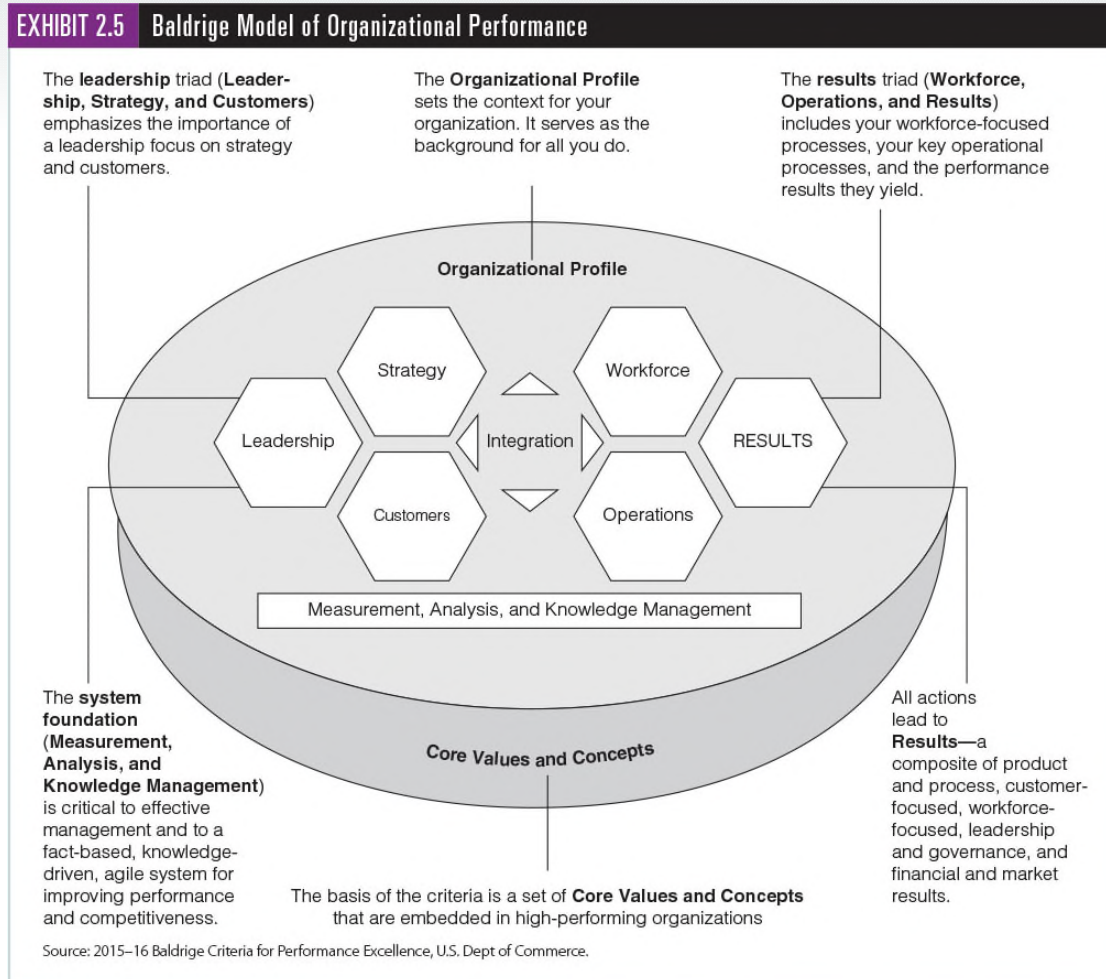 EXHIBIT 2.5 Baldrige Model of Organizational Performance
The leadership triad (Leader-
ship, Strategy, and Customers)
emphasizes the importance of
a leadership focus on strategy
and customers.
The Organizational Profile
sets the context for your
organization. It serves as the
background for all you do.
The results triad (Workforce,
Operations, and Results)
includes your workforce-focused
processes, your key operational
processes, and the performance
results they yield.
Organizational Profile
Strategy
Workforce
Leadership
Integration
RESULTS
Customers
Operations
Measurement, Analysis, and Knowledge Management
Core Values and Concepts
The system
foundation
(Measurement,
Analysis, and
Knowledge Management)
is critical to effective
management and to a
fact-based, knowledge-
driven, agile system for
improving performance
and competitiveness.
The basis of the criteria is a set of Core Values and Concepts
that are embedded in high-performing organizations
All actions
lead to
Results—a
composite of product
and process, customer-
focused, workforce-
focused, leadership
and governance, and
financial and market
results.
Source: 2015–16 Baldrige Criteria for Performance Excellence, U.S. Dept of Commerce.